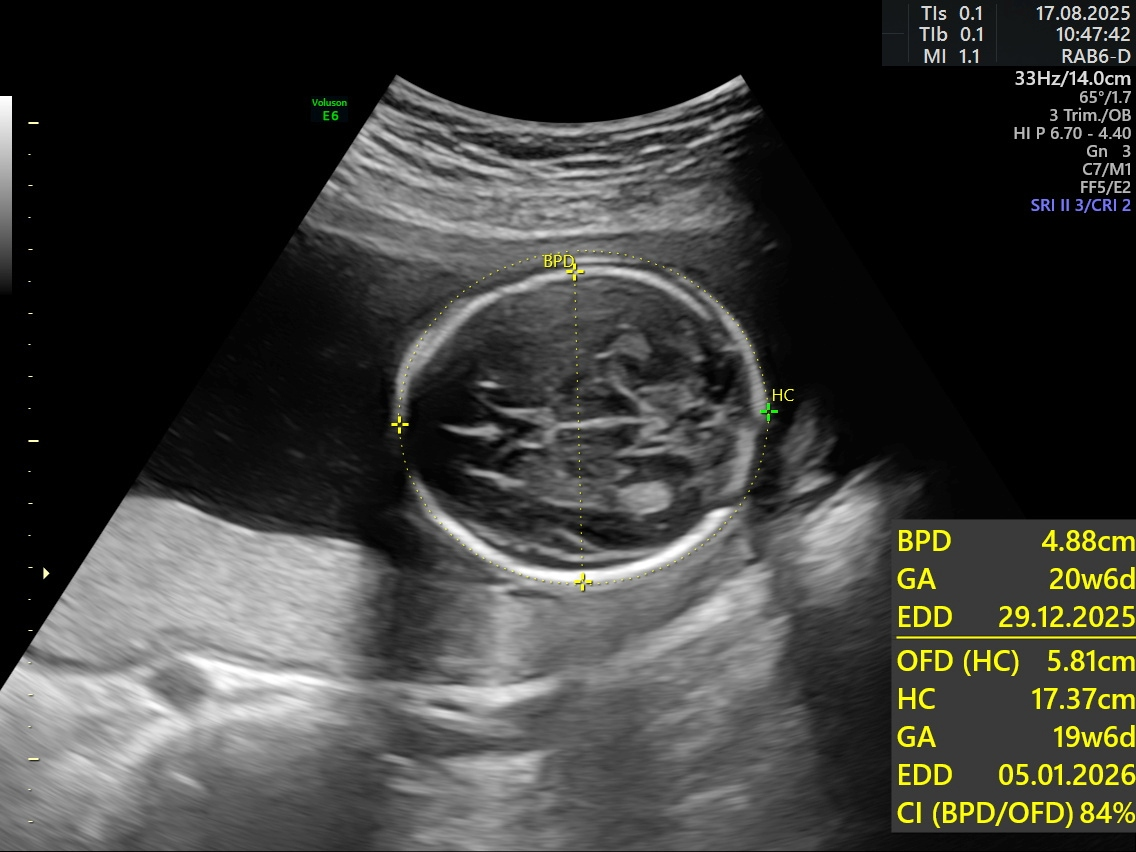 TIs 0.1 17.08.2025
TIb 0.1 10:47:42
MI 1.1 RAB6-D
33Hz/14.0cm
65°/1.7
3 Trim./OB
HI P 6.70 - 4.40
Gn 3
C7/M1
FF5/E2
SRI II 3/CRI 2
Voluson
E6
BPD
HC
BPD 4.88cm
GA 20w6d
EDD 29.12.2025
OFD (HC) 5.81cm
HC 17.37cm
GA 19w6d
EDD 05.01.2026
CI (BPD/OFD) 84%